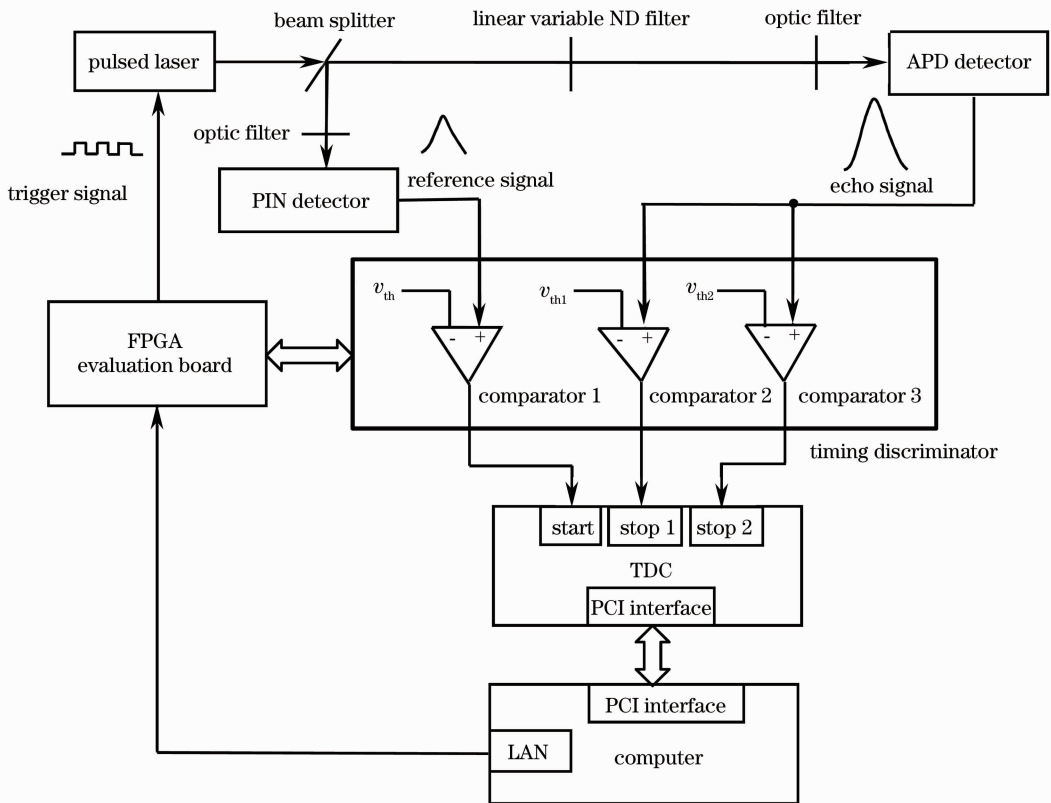 beam splitter
linear variable ND filter
optic filter
pulsed laser
APD detector
optic filter
trigger signal
PIN detector
reference signal
echo signal
v_th
v_th1
v_th2
- +
- +
- +
FPGA
evaluation board
comparator 1
comparator 2
comparator 3
timing discriminator
start
stop 1
stop 2
TDC
PCI interface
PCI interface
LAN
computer